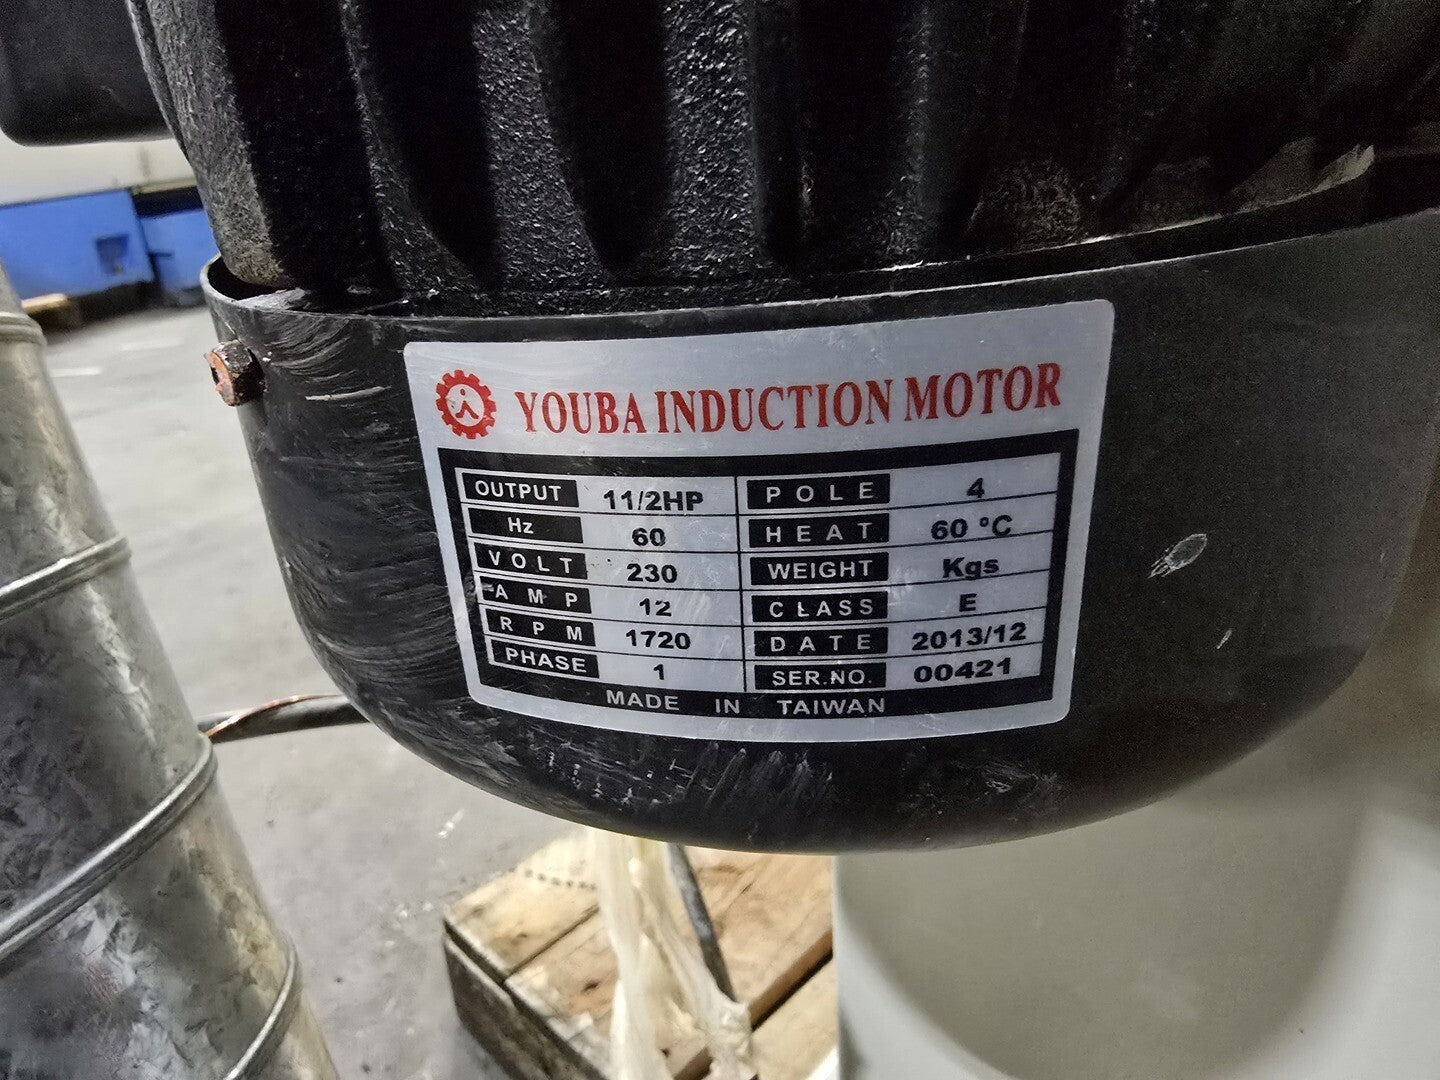 YOUBA INDUCTION MOTOR
OUTPUT 11/2HP POLE 4
Hz 60 HEAT 60 °C
VOLT 230 WEIGHT Kgs
AMP 12 CLASS E
RPM 1720 DATE 2013/12
PHASE 1 SER.NO. 00421
MADE IN TAIWAN